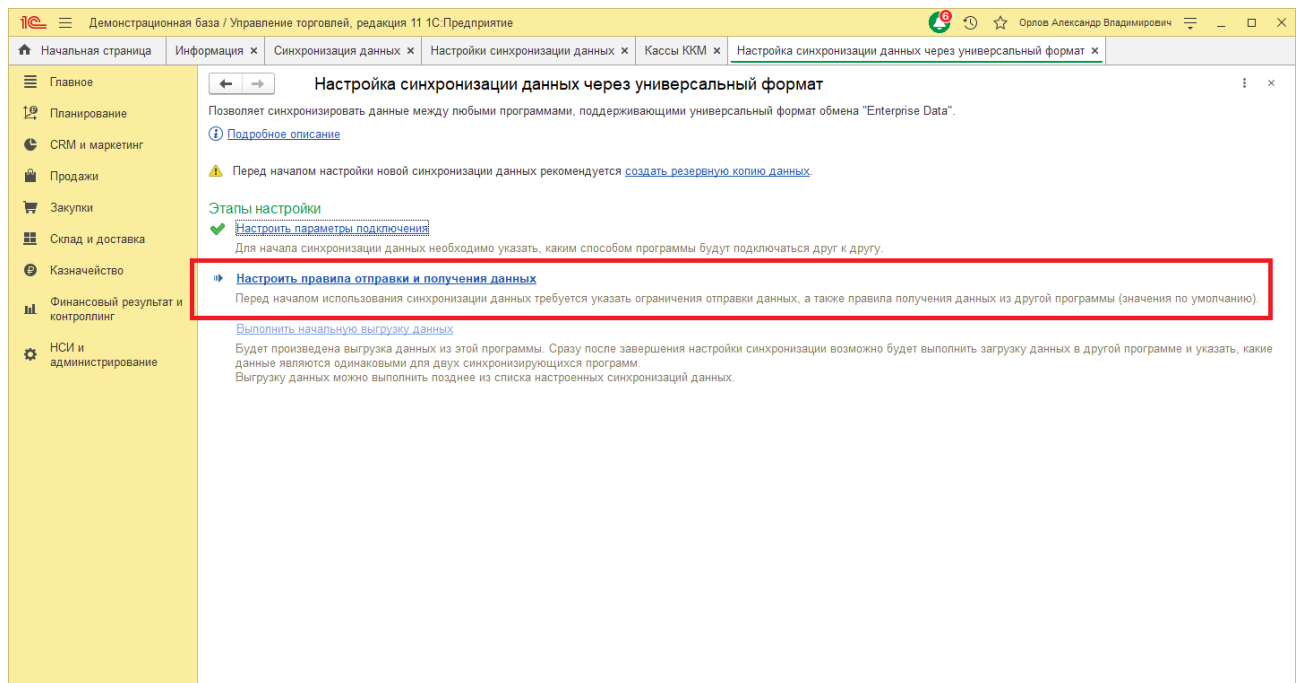 1С Демонстрационная база / Управление торговлей, редакция 11 1С:Предприятие 6 Орлов Александр Владимирович
Начальная страница Информация × Синхронизация данных × Настройки синхронизации данных × Кассы ККМ × Настройка синхронизации данных через универсальный формат ×
Главное
Планирование
CRM и маркетинг
Продажи
Закупки
Склад и доставка
Казначейство
Финансовый результат и
контроллинг
НСИ и
администрирование
Настройка синхронизации данных через универсальный формат
Позволяет синхронизировать данные между любыми программами, поддерживающими универсальный формат обмена "Enterprise Data".
Подробное описание
Перед началом настройки новой синхронизации данных рекомендуется создать резервную копию данных.
Этапы настройки
Настроить параметры подключения
Для начала синхронизации данных необходимо указать, каким способом программы будут подключаться друг к другу.
Настроить правила отправки и получения данных
Перед началом использования синхронизации данных требуется указать ограничения отправки данных, а также правила получения данных из другой программы (значения по умолчанию).
Выполнить начальную выгрузку данных
Будет произведена выгрузка данных из этой программы. Сразу после завершения настройки синхронизации возможно будет выполнить загрузку данных в другой программе и указать, какие
данные являются одинаковыми для двух синхронизирующихся программ.
Выгрузку данных можно выполнить позднее из списка настроенных синхронизаций данных.